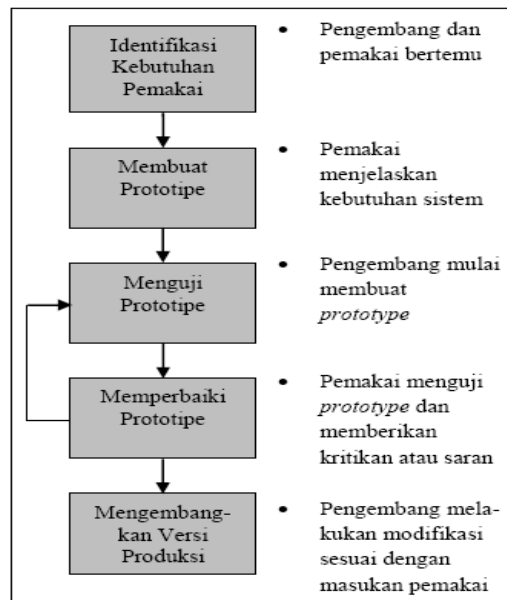 Identifikasi
Kebutuhan
Pemakai
• Pengembang dan
pemakai bertemu
Membuat
Prototipe
• Pemakai
menjelaskan
kebutuhan sistem
Menguji
Prototipe
• Pengembang mulai
membuat
prototype
Memperbaiki
Prototipe
• Pemakai menguji
prototype dan
memberikan
kritikan atau saran
Mengembang-
kan Versi
Produksi
• Pengembang mela-
kukan modifikasi
sesuai dengan
masukan pemakai